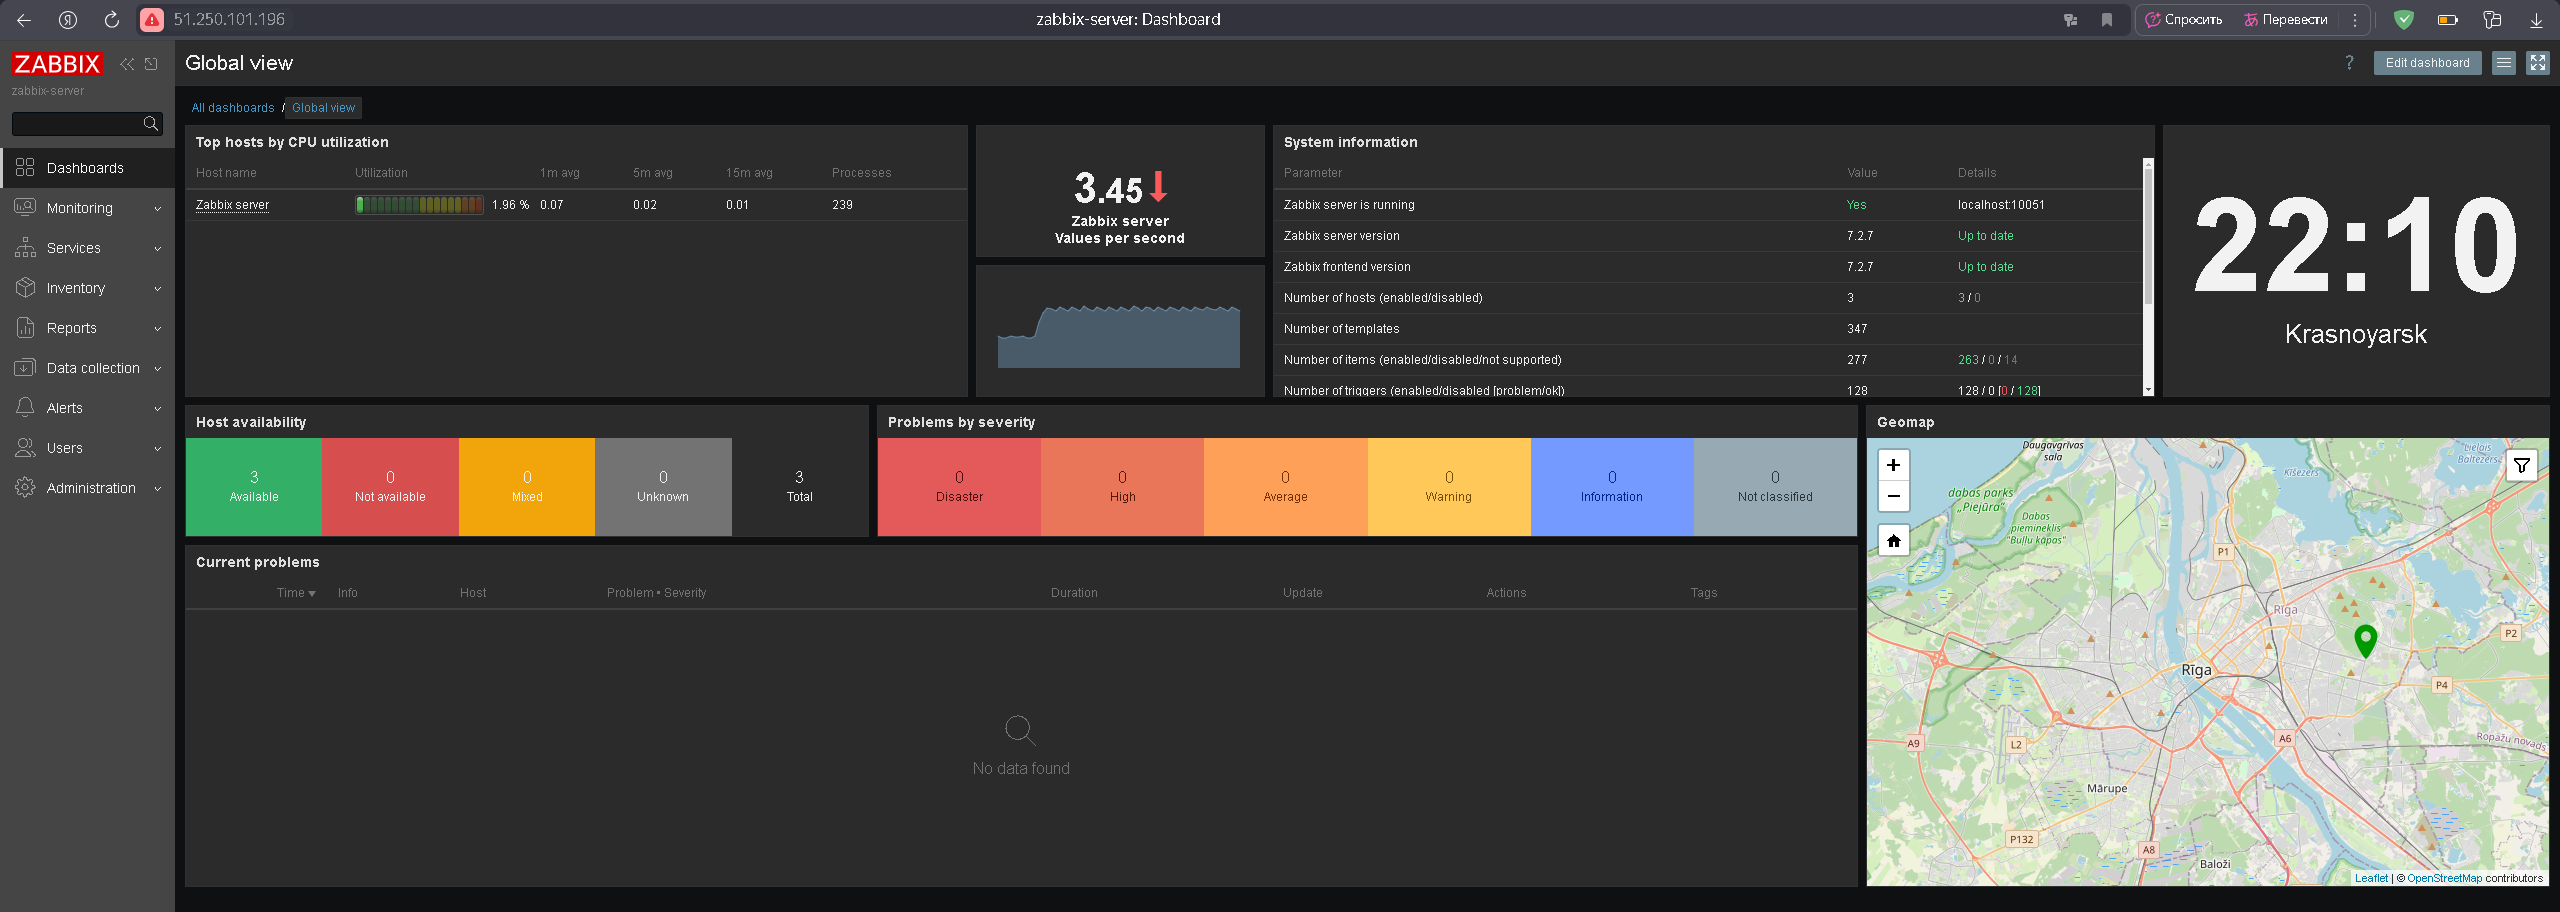 51.250.101.196
zabbix-server: Dashboard
Спросить
Перевести
ZABBIX
zabbix-server
Dashboards
Monitoring
Services
Inventory
Reports
Data collection
Alerts
Users
Administration
Global view
? Edit dashboard
All dashboards / Global view
Top hosts by CPU utilization
Host name Utilization 1m avg 5m avg 15m avg Processes
Zabbix server 1.96 % 0.07 0.02 0.01 239
3.45
Zabbix server
Values per second
System information
Parameter Value Details
Zabbix server is running Yes localhost:10051
Zabbix server version 7.2.7 Up to date
Zabbix frontend version 7.2.7 Up to date
Number of hosts (enabled/disabled) 3 3 / 0
Number of templates 347
Number of items (enabled/disabled/not supported) 277 263 / 0 / 14
Number of triggers (enabled/disabled [problem/ok]) 128 128 / 0 [0 / 128]
22:10
Krasnoyarsk
Host availability
3 Available
0 Not available
0 Mixed
0 Unknown
3 Total
Problems by severity
0 Disaster
0 High
0 Average
0 Warning
0 Information
0 Not classified
Current problems
Time Info Host Problem • Severity Duration Update Actions Tags
No data found
Geomap
+
−
Daugavgrīvas
sala
Lielais
Baltezers
Ķīšezers
dabas parks
„Piejūra”
Dabas
piemineklis
"Buļļu kāpas"
P1
Rīga
P2
Rīga
P4
A9
L2
A6
Ropažu novads
Mārupe
P132
A8
Baloži
Leaflet | © OpenStreetMap contributors